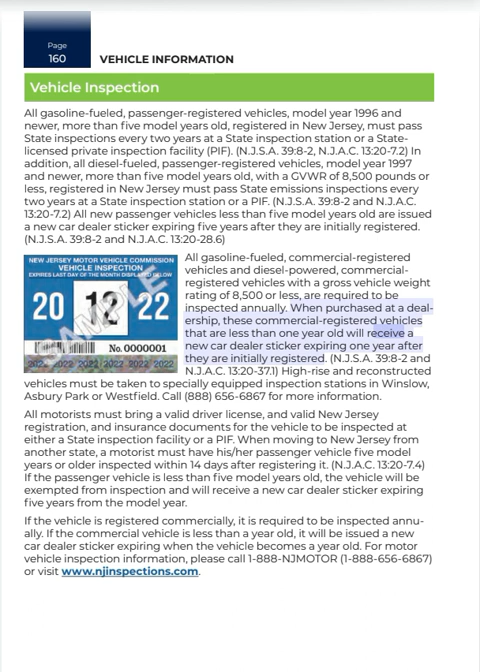 Page
160
VEHICLE INFORMATION
Vehicle Inspection
All gasoline-fueled, passenger-registered vehicles, model year 1996 and
newer, more than five model years old, registered in New Jersey, must pass
State inspections every two years at a State inspection station or a State-
licensed private inspection facility (PIF). (N.J.S.A. 39:8-2, N.J.A.C. 13:20-7.2) In
addition, all diesel-fueled, passenger-registered vehicles, model year 1997
and newer, more than five model years old, with a GVWR of 8,500 pounds or
less, registered in New Jersey must pass State emissions inspections every
two years at a State inspection station or a PIF. (N.J.S.A. 39:8-2 and N.J.A.C.
13:20-7.2) All new passenger vehicles less than five model years old are issued
a new car dealer sticker expiring five years after they are initially registered.
(N.J.S.A. 39:8-2 and N.J.A.C. 13:20-28.6)
NEW JERSEY MOTOR VEHICLE COMMISSION
VEHICLE INSPECTION
EXPIRES LAST DAY OF THE MONTH DISPLAYED BELOW
20 12 22
SAMPLE
No. 0000001
2022 2022 2022 2022 2022 2022
All gasoline-fueled, commercial-registered
vehicles and diesel-powered, commercial-
registered vehicles with a gross vehicle weight
rating of 8,500 or less, are required to be
inspected annually. When purchased at a deal-
ership, these commercial-registered vehicles
that are less than one year old will receive a
new car dealer sticker expiring one year after
they are initially registered. (N.J.S.A. 39:8-2 and
N.J.A.C. 13:20-37.1) High-rise and reconstructed
vehicles must be taken to specially equipped inspection stations in Winslow,
Asbury Park or Westfield. Call (888) 656-6867 for more information.
All motorists must bring a valid driver license, and valid New Jersey
registration, and insurance documents for the vehicle to be inspected at
either a State inspection facility or a PIF. When moving to New Jersey from
another state, a motorist must have his/her passenger vehicle five model
years or older inspected within 14 days after registering it. (N.J.A.C. 13:20-7.4)
If the passenger vehicle is less than five model years old, the vehicle will be
exempted from inspection and will receive a new car dealer sticker expiring
five years from the model year.
If the vehicle is registered commercially, it is required to be inspected annu-
ally. If the commercial vehicle is less than a year old, it will be issued a new
car dealer sticker expiring when the vehicle becomes a year old. For motor
vehicle inspection information, please call 1-888-NJMOTOR (1-888-656-6867)
or visit www.njinspections.com.